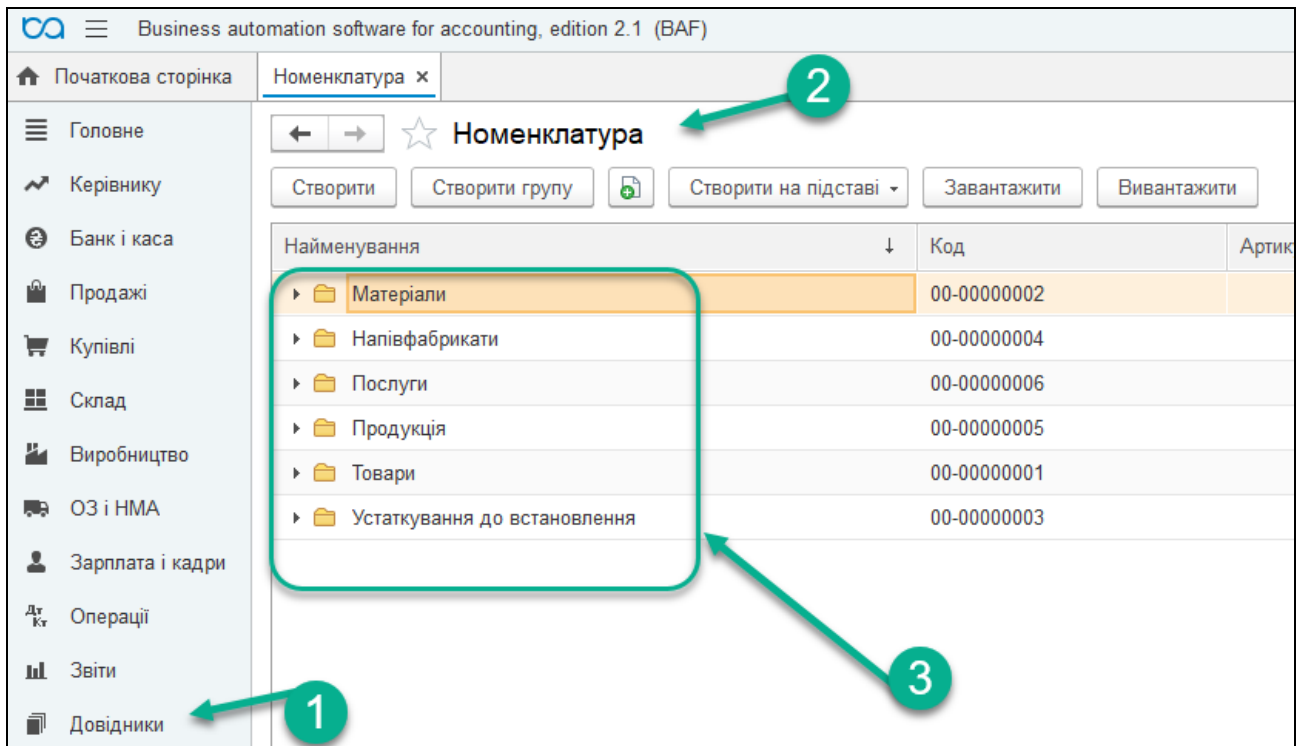 Business automation software for accounting, edition 2.1 (BAF)
Початкова сторінка Номенклатура ×
2
Головне
Номенклатура
Керівнику
Створити Створити групу Створити на підставі Завантажити Вивантажити
Банк і каса
Найменування ↓ Код Артик
Продажі
Матеріали 00-00000002
Купівлі
Напівфабрикати 00-00000004
Послуги 00-00000006
Склад
Продукція 00-00000005
Виробництво
Товари 00-00000001
ОЗ і НМА
Устаткування до встановлення 00-00000003
Зарплата і кадри
Дт Кт Операції
Звіти
3
Довідники
1